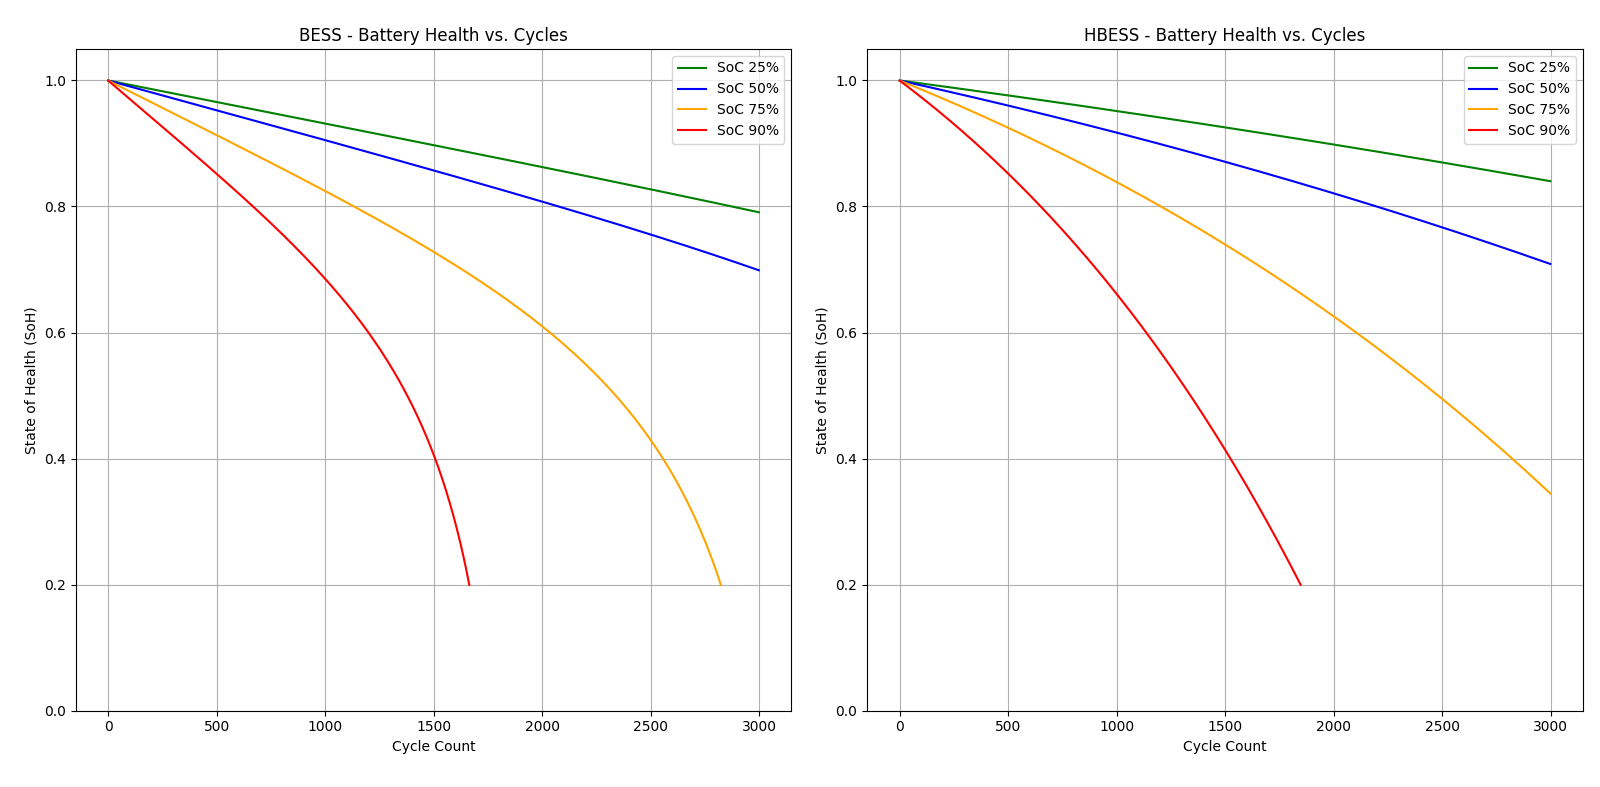 BESS - Battery Health vs. Cycles
SoC 25%
SoC 50%
SoC 75%
SoC 90%
State of Health (SoH)
1.0
0.8
0.6
0.4
0.2
0.0
0 500 1000 1500 2000 2500 3000
Cycle Count
HBESS - Battery Health vs. Cycles
SoC 25%
SoC 50%
SoC 75%
SoC 90%
State of Health (SoH)
1.0
0.8
0.6
0.4
0.2
0.0
0 500 1000 1500 2000 2500 3000
Cycle Count